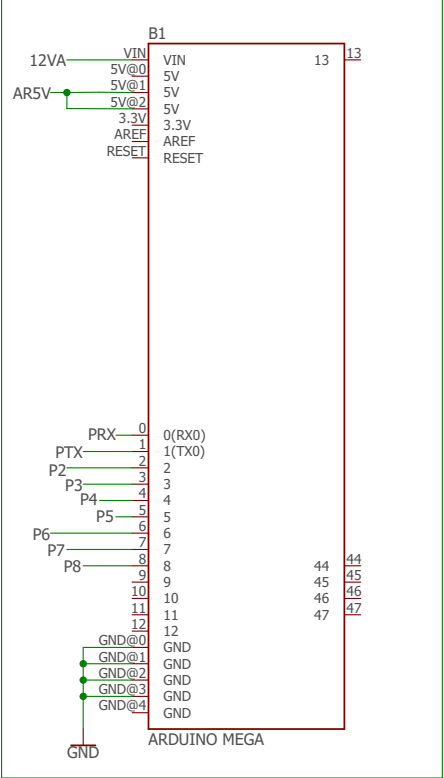 B1
VIN VIN 13 13
12VA
5V@0 5V
5V@1 5V
AR5V
5V@2 5V
3.3V 3.3V
AREF AREF
RESET RESET
0 0(RX0)
PRX
1 1(TX0)
PTX
2 2
P2
3 3
P3
4 4
P4
5 5
P5
6 6
P6
7 7
P7
8 8 44 44
P8
9 9 45 45
10 10 46 46
11 11 47 47
12 12
GND@0 GND
GND@1 GND
GND@2 GND
GND@3 GND
GND@4 GND
ARDUINO MEGA
GND